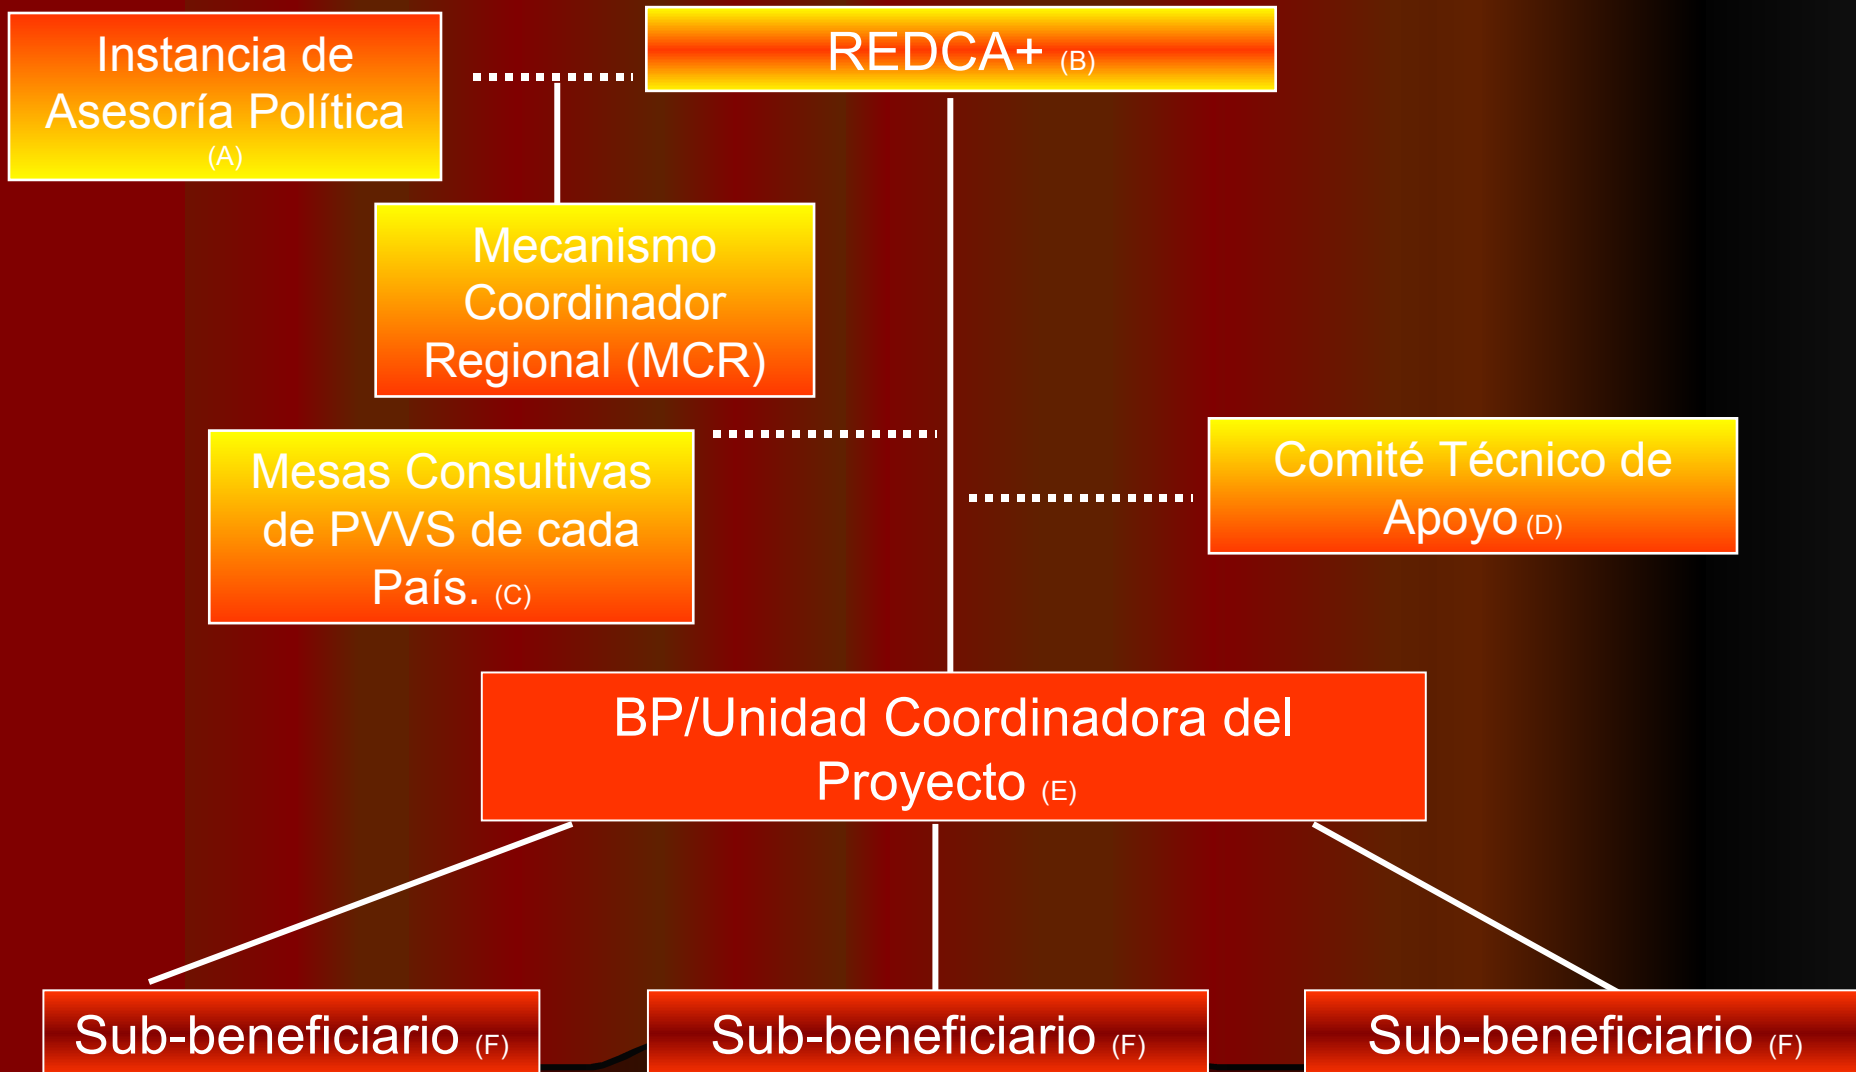 Instancia de
Asesoría Política
(A)
REDCA+ (B)
Mecanismo
Coordinador
Regional (MCR)
Mesas Consultivas
de PVVS de cada
País. (C)
Comité Técnico de
Apoyo (D)
BP/Unidad Coordinadora del
Proyecto (E)
Sub-beneficiario (F)
Sub-beneficiario (F)
Sub-beneficiario (F)